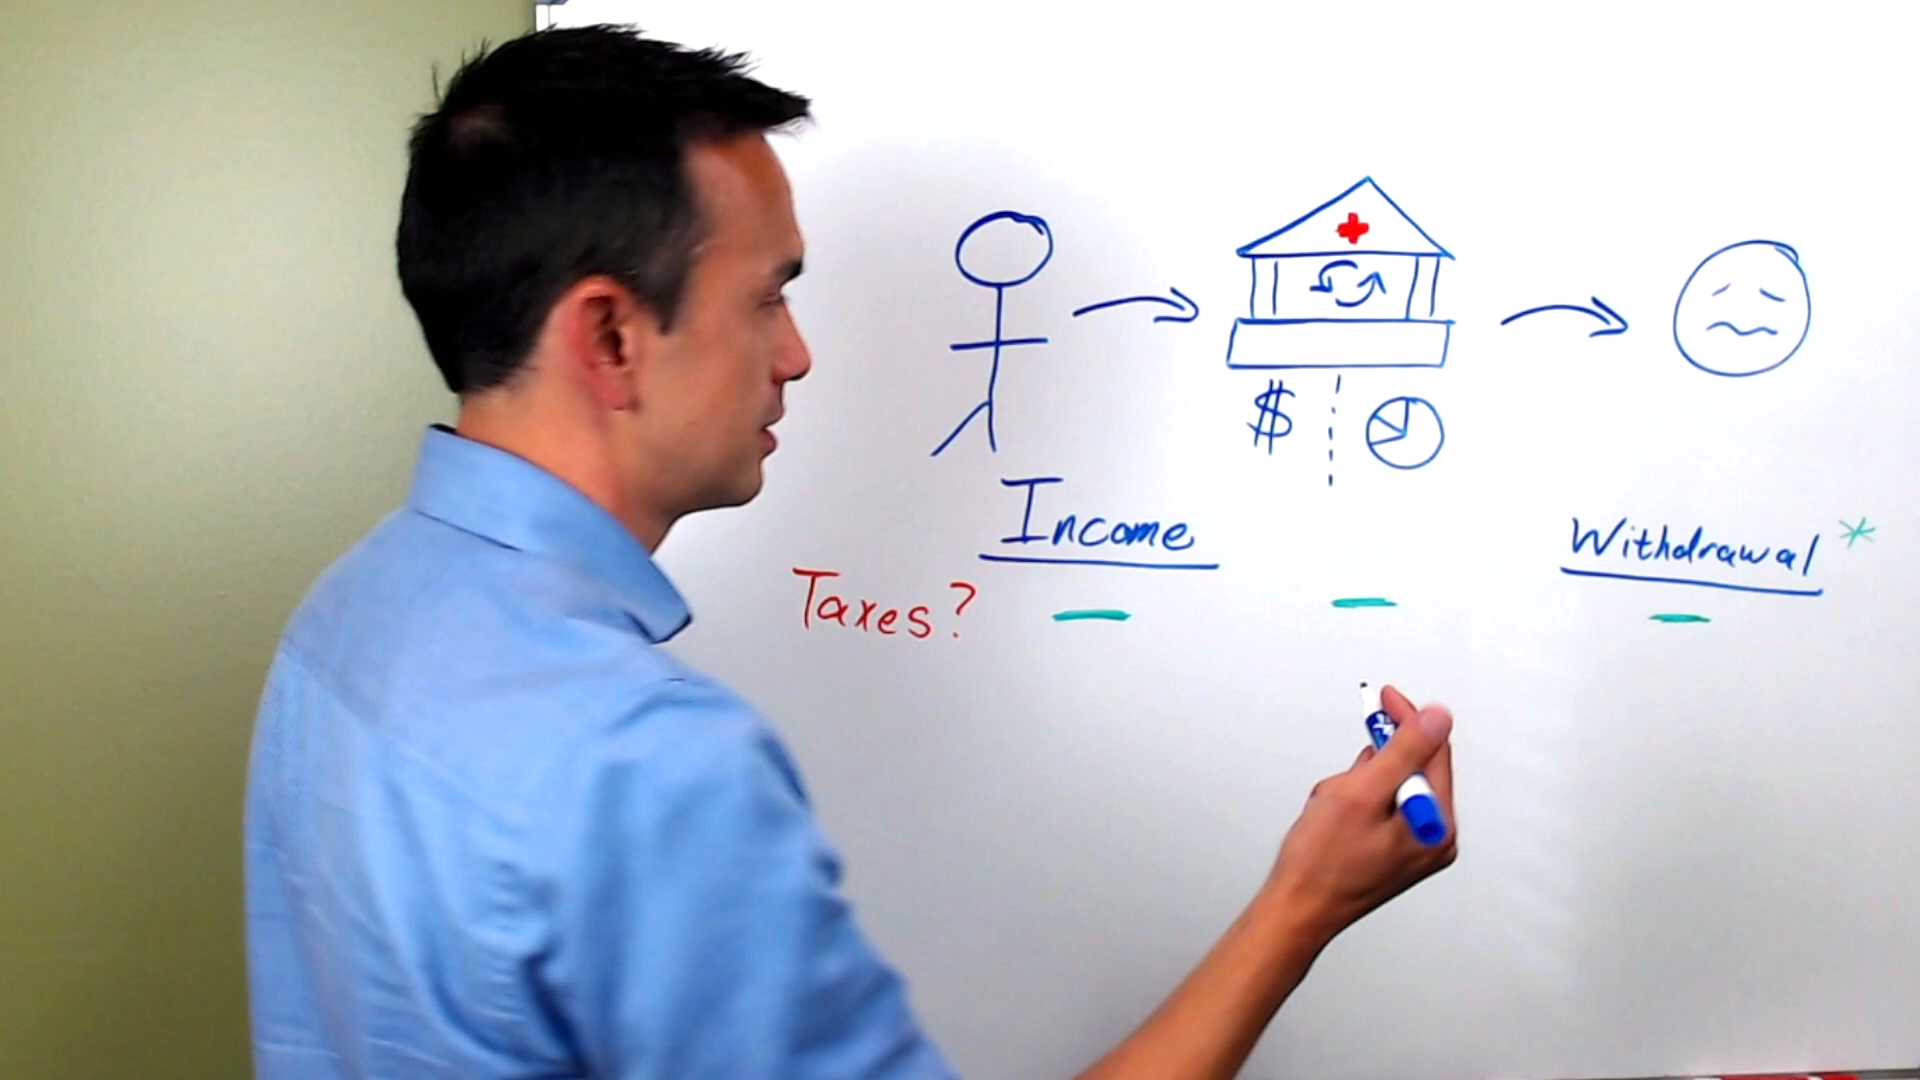 $
Income
Withdrawal *
Taxes? — — —